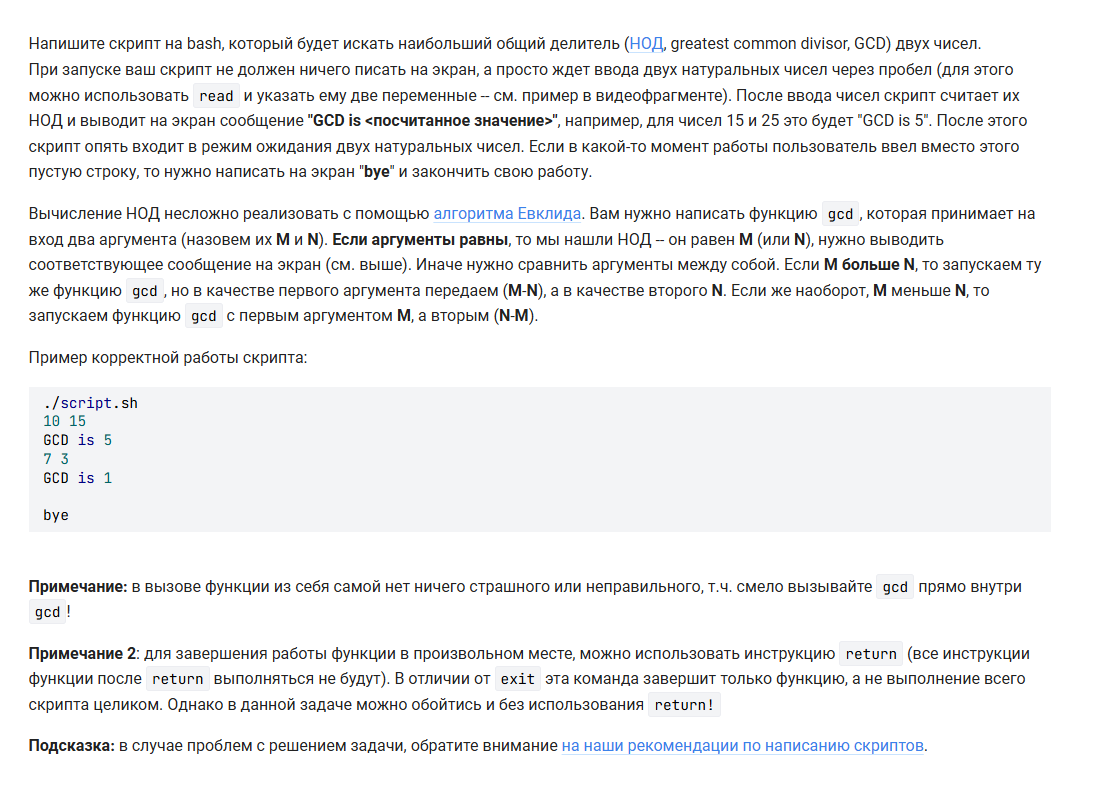 Напишите скрипт на bash, который будет искать наибольший общий делитель (НОД, greatest common divisor, GCD) двух чисел.
При запуске ваш скрипт не должен ничего писать на экран, а просто ждет ввода двух натуральных чисел через пробел (для этого
можно использовать read и указать ему две переменные -- см. пример в видеофрагменте). После ввода чисел скрипт считает их
НОД и выводит на экран сообщение "GCD is <посчитанное значение>", например, для чисел 15 и 25 это будет "GCD is 5". После этого
скрипт опять входит в режим ожидания двух натуральных чисел. Если в какой-то момент работы пользователь ввел вместо этого
пустую строку, то нужно написать на экран "bye" и закончить свою работу.
Вычисление НОД несложно реализовать с помощью алгоритма Евклида. Вам нужно написать функцию gcd, которая принимает на
вход два аргумента (назовем их M и N). Если аргументы равны, то мы нашли НОД -- он равен M (или N), нужно выводить
соответствующее сообщение на экран (см. выше). Иначе нужно сравнить аргументы между собой. Если M больше N, то запускаем ту
же функцию gcd, но в качестве первого аргумента передаем (M-N), а в качестве второго N. Если же наоборот, M меньше N, то
запускаем функцию gcd с первым аргументом M, а вторым (N-M).
Пример корректной работы скрипта:
./script.sh
10 15
GCD is 5
7 3
GCD is 1
bye
Примечание: в вызове функции из себя самой нет ничего страшного или неправильного, т.ч. смело вызывайте gcd прямо внутри
gcd!
Примечание 2: для завершения работы функции в произвольном месте, можно использовать инструкцию return (все инструкции
функции после return выполняться не будут). В отличии от exit эта команда завершит только функцию, а не выполнение всего
скрипта целиком. Однако в данной задаче можно обойтись и без использования return!
Подсказка: в случае проблем с решением задачи, обратите внимание на наши рекомендации по написанию скриптов.